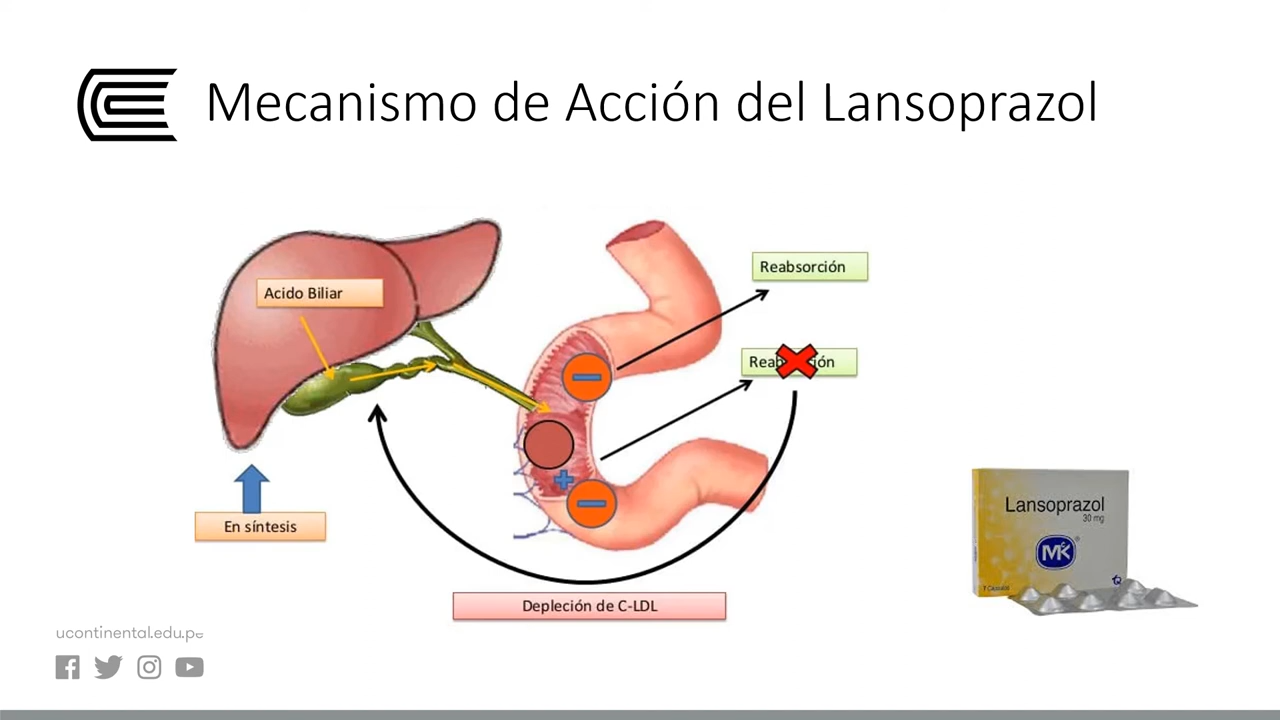 Mecanismo de Acción del Lansoprazol
Reabsorción
Acido Biliar
En síntesis
Depleción de C-LDL
Lansoprazol
30 mg
MK
ucontinental.edu.pe